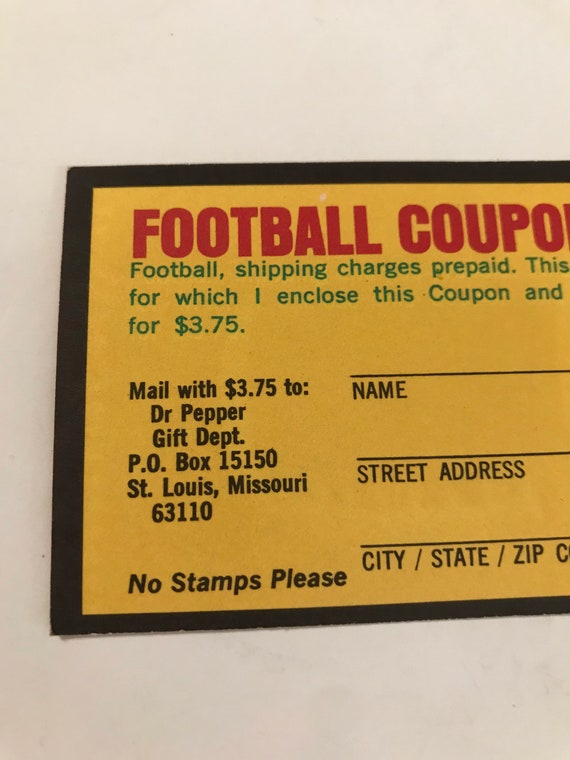 FOOTBALL COUPO
Football, shipping charges prepaid. This
for which I enclose this Coupon and
for $3.75.
Mail with $3.75 to:
Dr Pepper
Gift Dept.
P.O. Box 15150
St. Louis, Missouri
63110
No Stamps Please
NAME
STREET ADDRESS
CITY / STATE / ZIP CO